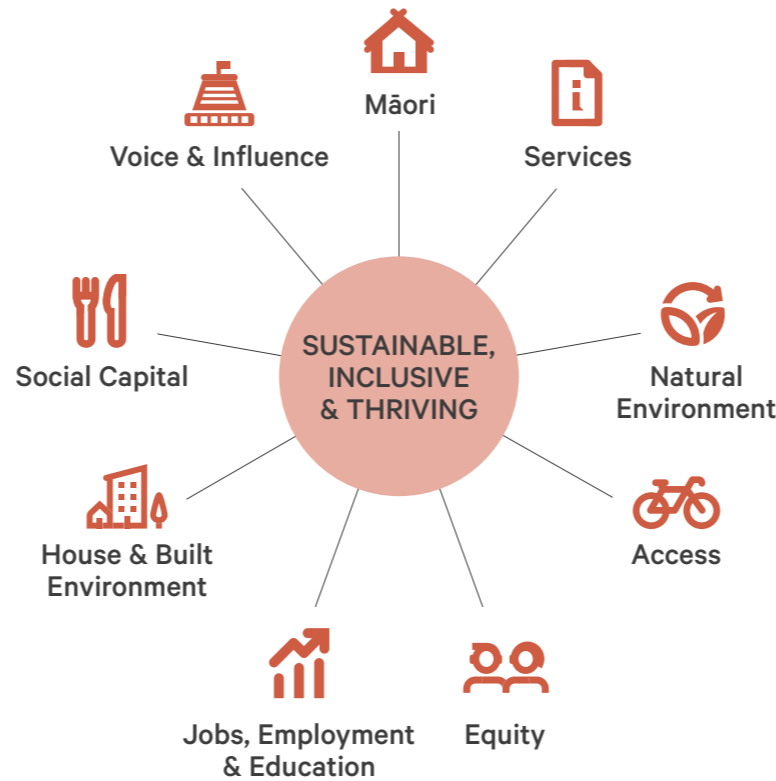 Māori
Voice & Influence
Services
Social Capital
SUSTAINABLE,
INCLUSIVE
& THRIVING
Natural
Environment
House & Built
Environment
Access
Jobs, Employment
& Education
Equity